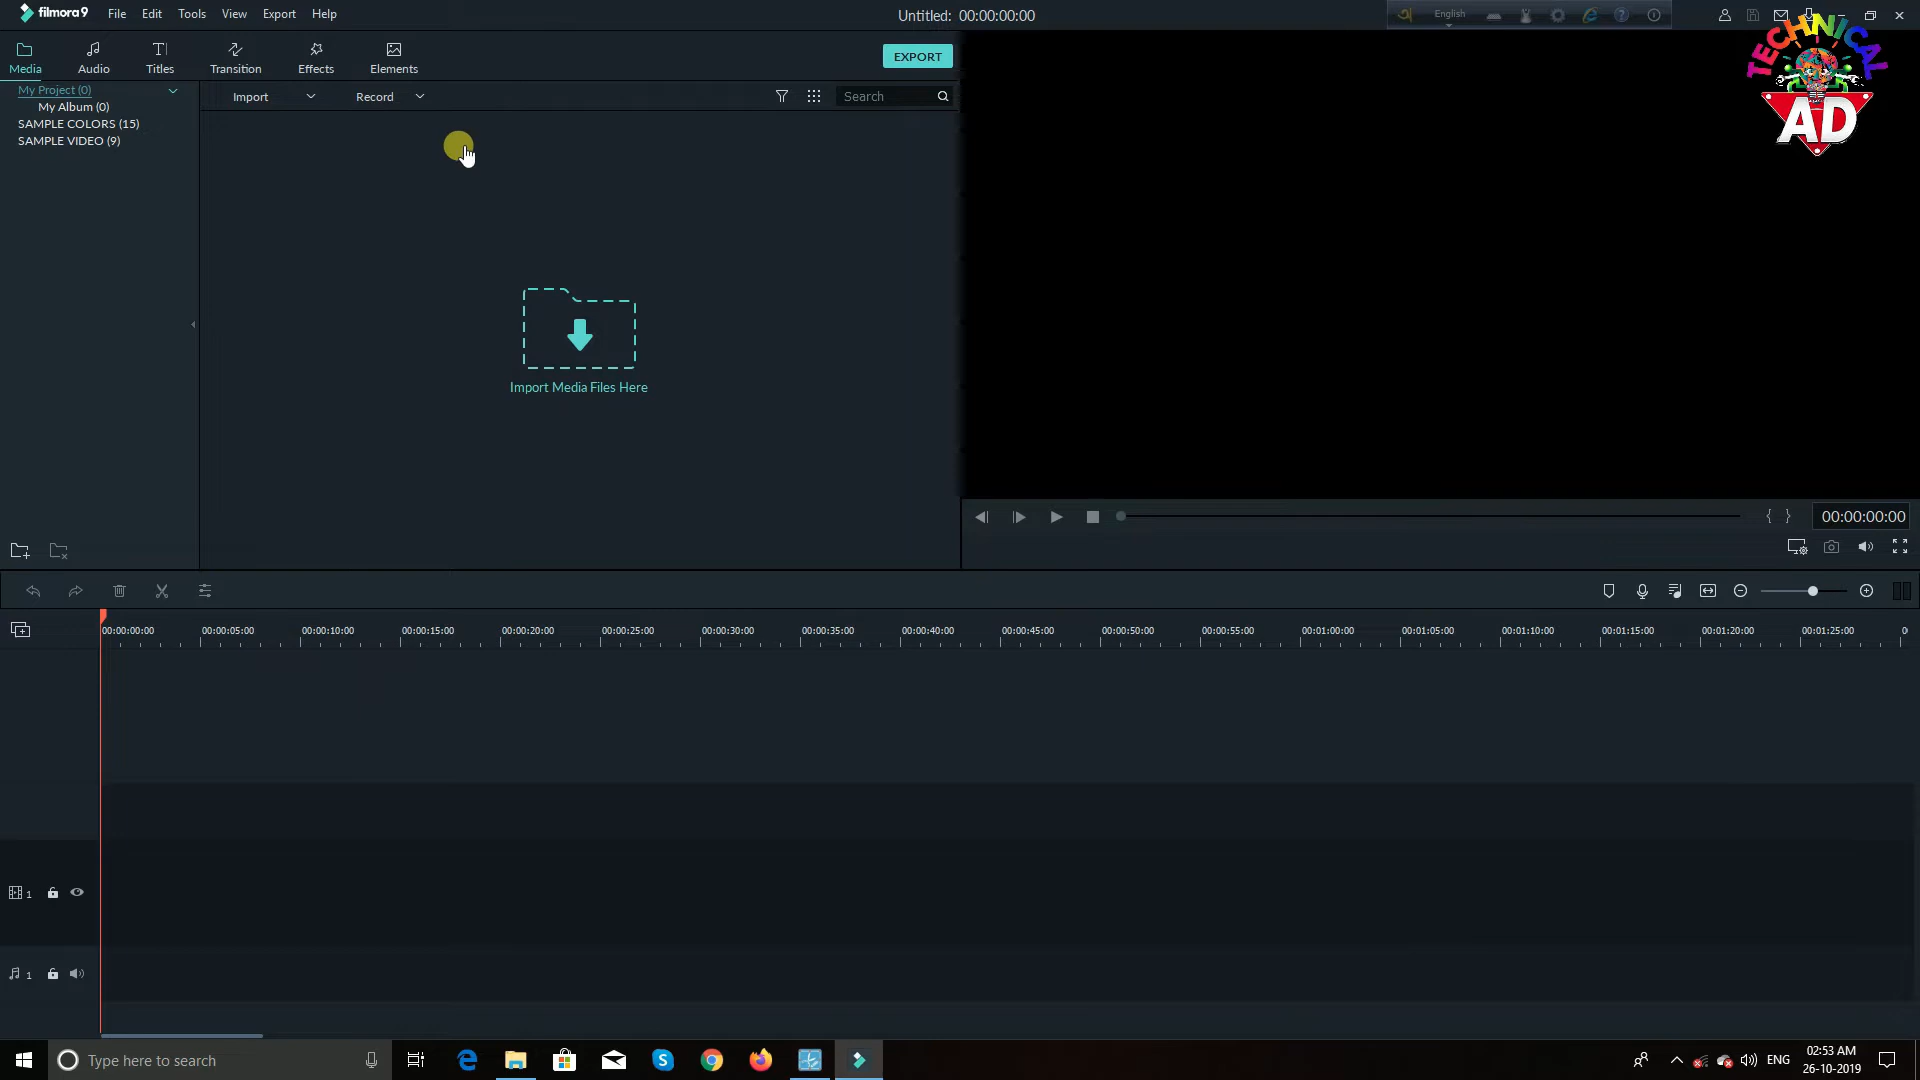 filmora9 File Edit Tools View Export Help
Untitled: 00:00:00:00
English
TECHNICAL
AD
Media Audio Titles Transition Effects Elements
EXPORT
My Project (0)
My Album (0)
SAMPLE COLORS (15)
SAMPLE VIDEO (9)
Import Record Search
Import Media Files Here
00:00:00:00
00:00:00:00 00:00:05:00 00:00:10:00 00:00:15:00 00:00:20:00 00:00:25:00 00:00:30:00 00:00:35:00 00:00:40:00 00:00:45:00 00:00:50:00 00:00:55:00 00:01:00:00 00:01:05:00 00:01:10:00 00:01:15:00 00:01:20:00 00:01:25:00
1
1
Type here to search
ENG
02:53 AM
26-10-2019